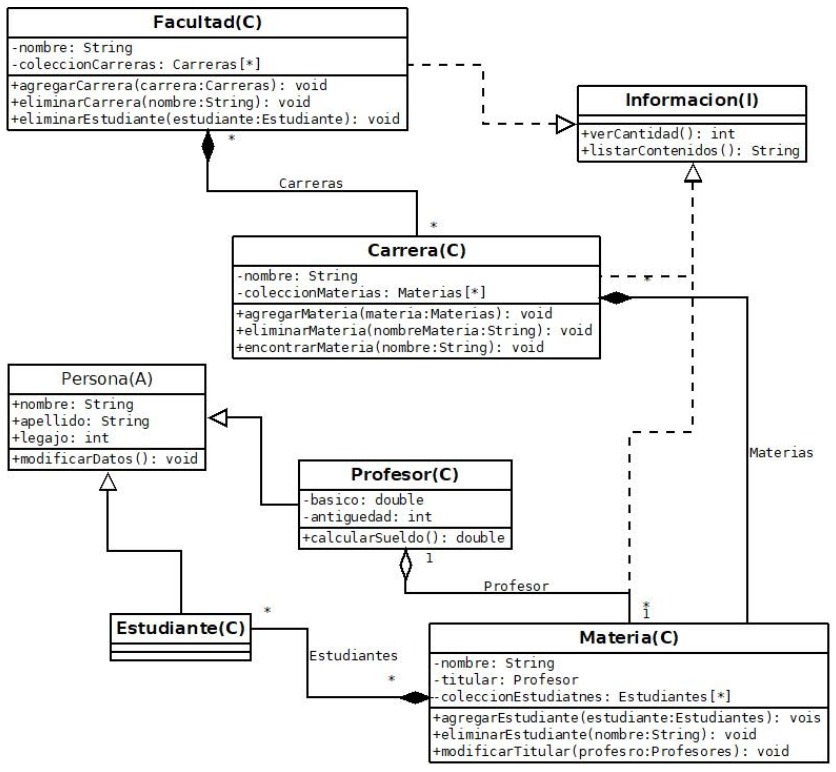 Facultad(C)
-nombre: String
-coleccionCarreras: Carreras[*]
+agregarCarrera(carrera:Carreras): void
+eliminarCarrera(nombre:String): void
+eliminarEstudiante(estudiante:Estudiante): void
*
Carreras
*
Informacion(I)
+verCantidad(): int
+listarContenidos(): String
Carrera(C)
-nombre: String
-coleccionMaterias: Materias[*]
+agregarMateria(materia:Materias): void
+eliminarMateria(nombreMateria:String): void
+encontrarMateria(nombre:String): void
*
Materias
Persona(A)
+nombre: String
+apellido: String
+legajo: int
+modificarDatos(): void
Profesor(C)
-basico: double
-antiguedad: int
+calcularSueldo(): double
1
Profesor
*
1
Estudiante(C)
*
Estudiantes
*
Materia(C)
-nombre: String
-titular: Profesor
-coleccionEstudiatnes: Estudiantes[*]
+agregarEstudiante(estudiante:Estudiantes): vois
+eliminarEstudiante(nombre:String): void
+modificarTitular(profesro:Profesores): void